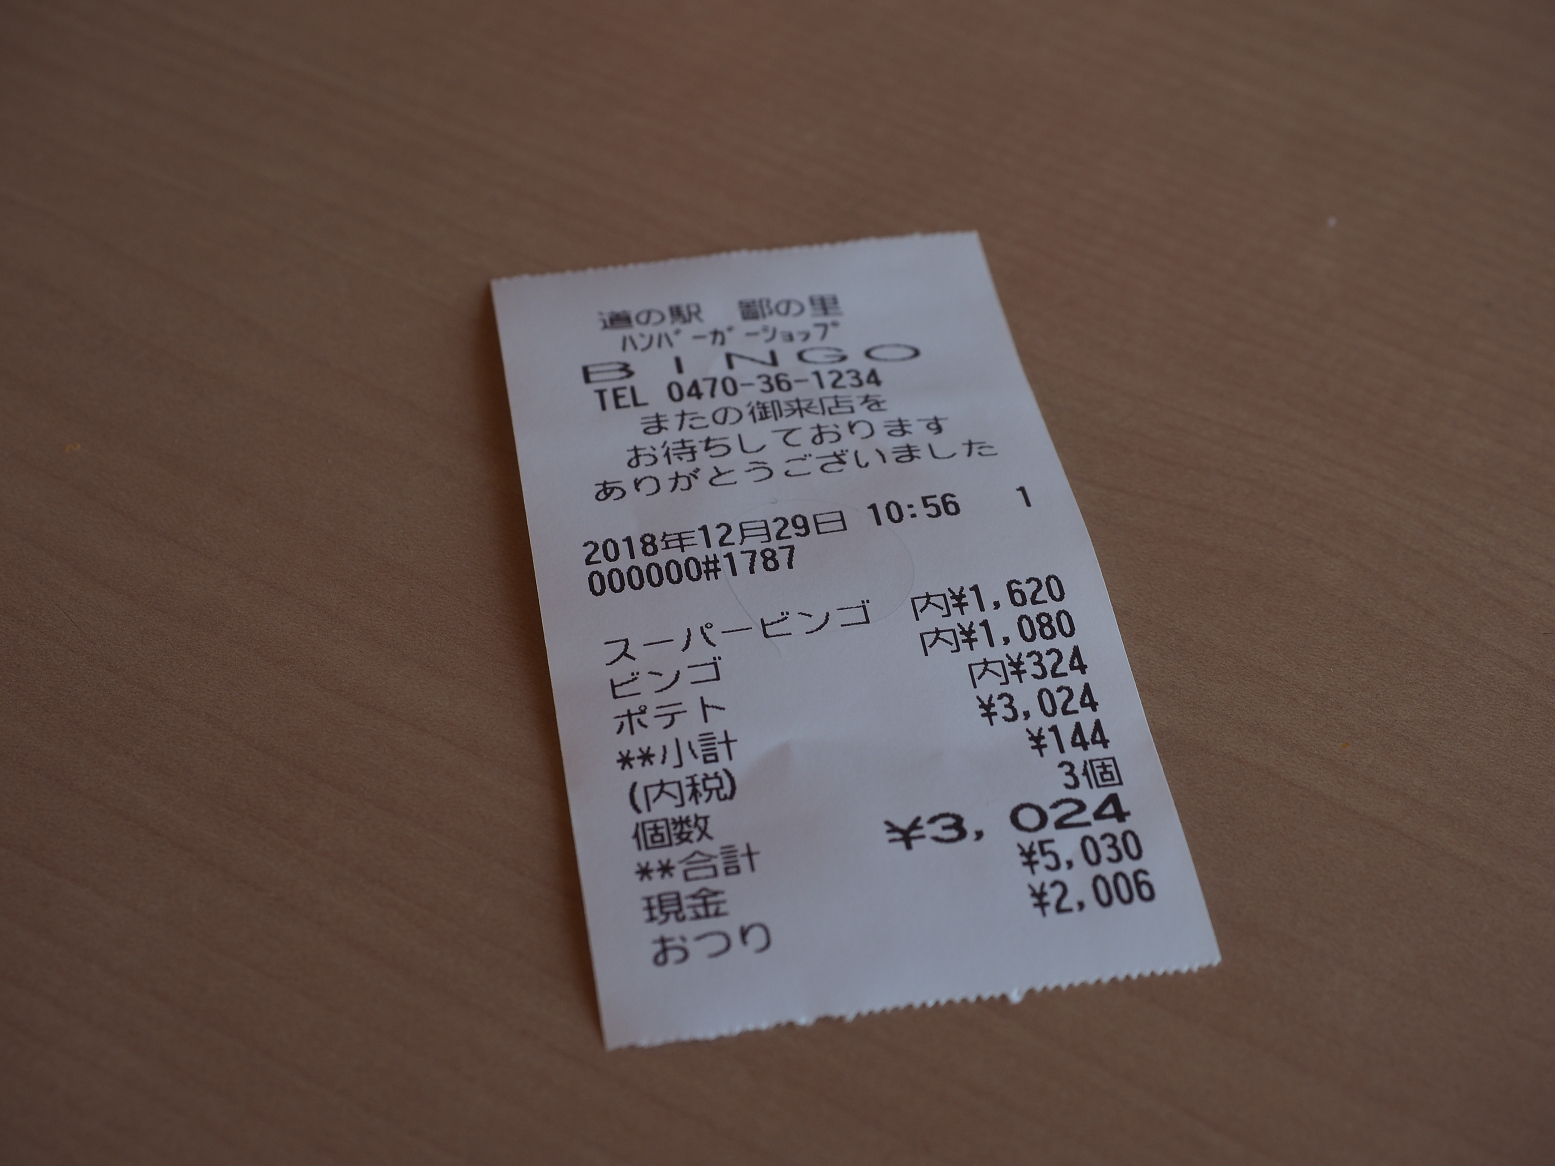 道の駅　鄙の里
ﾊﾝﾊﾞｰｶﾞｰｼｮｯﾌﾟ
ＢＩＮＧＯ
TEL 0470-36-1234
またの御来店を
お待ちしております
ありがとうございました
2018年12月29日 10:56 1
000000#1787
スーパービンゴ 内¥1,620
ビンゴ 内¥1,080
ポテト 内¥324
**小計 ¥3,024
(内税) ¥144
個数 3個
**合計 ¥3,024
現金 ¥5,030
おつり ¥2,006